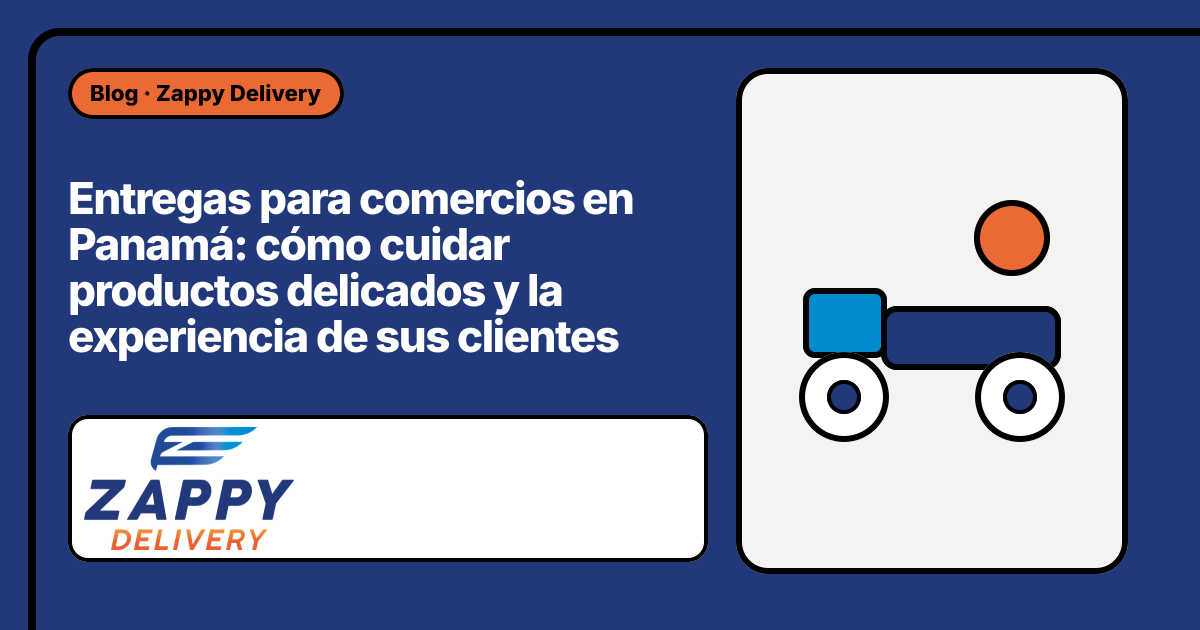 Blog · Zappy Delivery
Entregas para comercios en
Panamá: cómo cuidar
productos delicados y la
experiencia de sus clientes
ZAPPY
DELIVERY